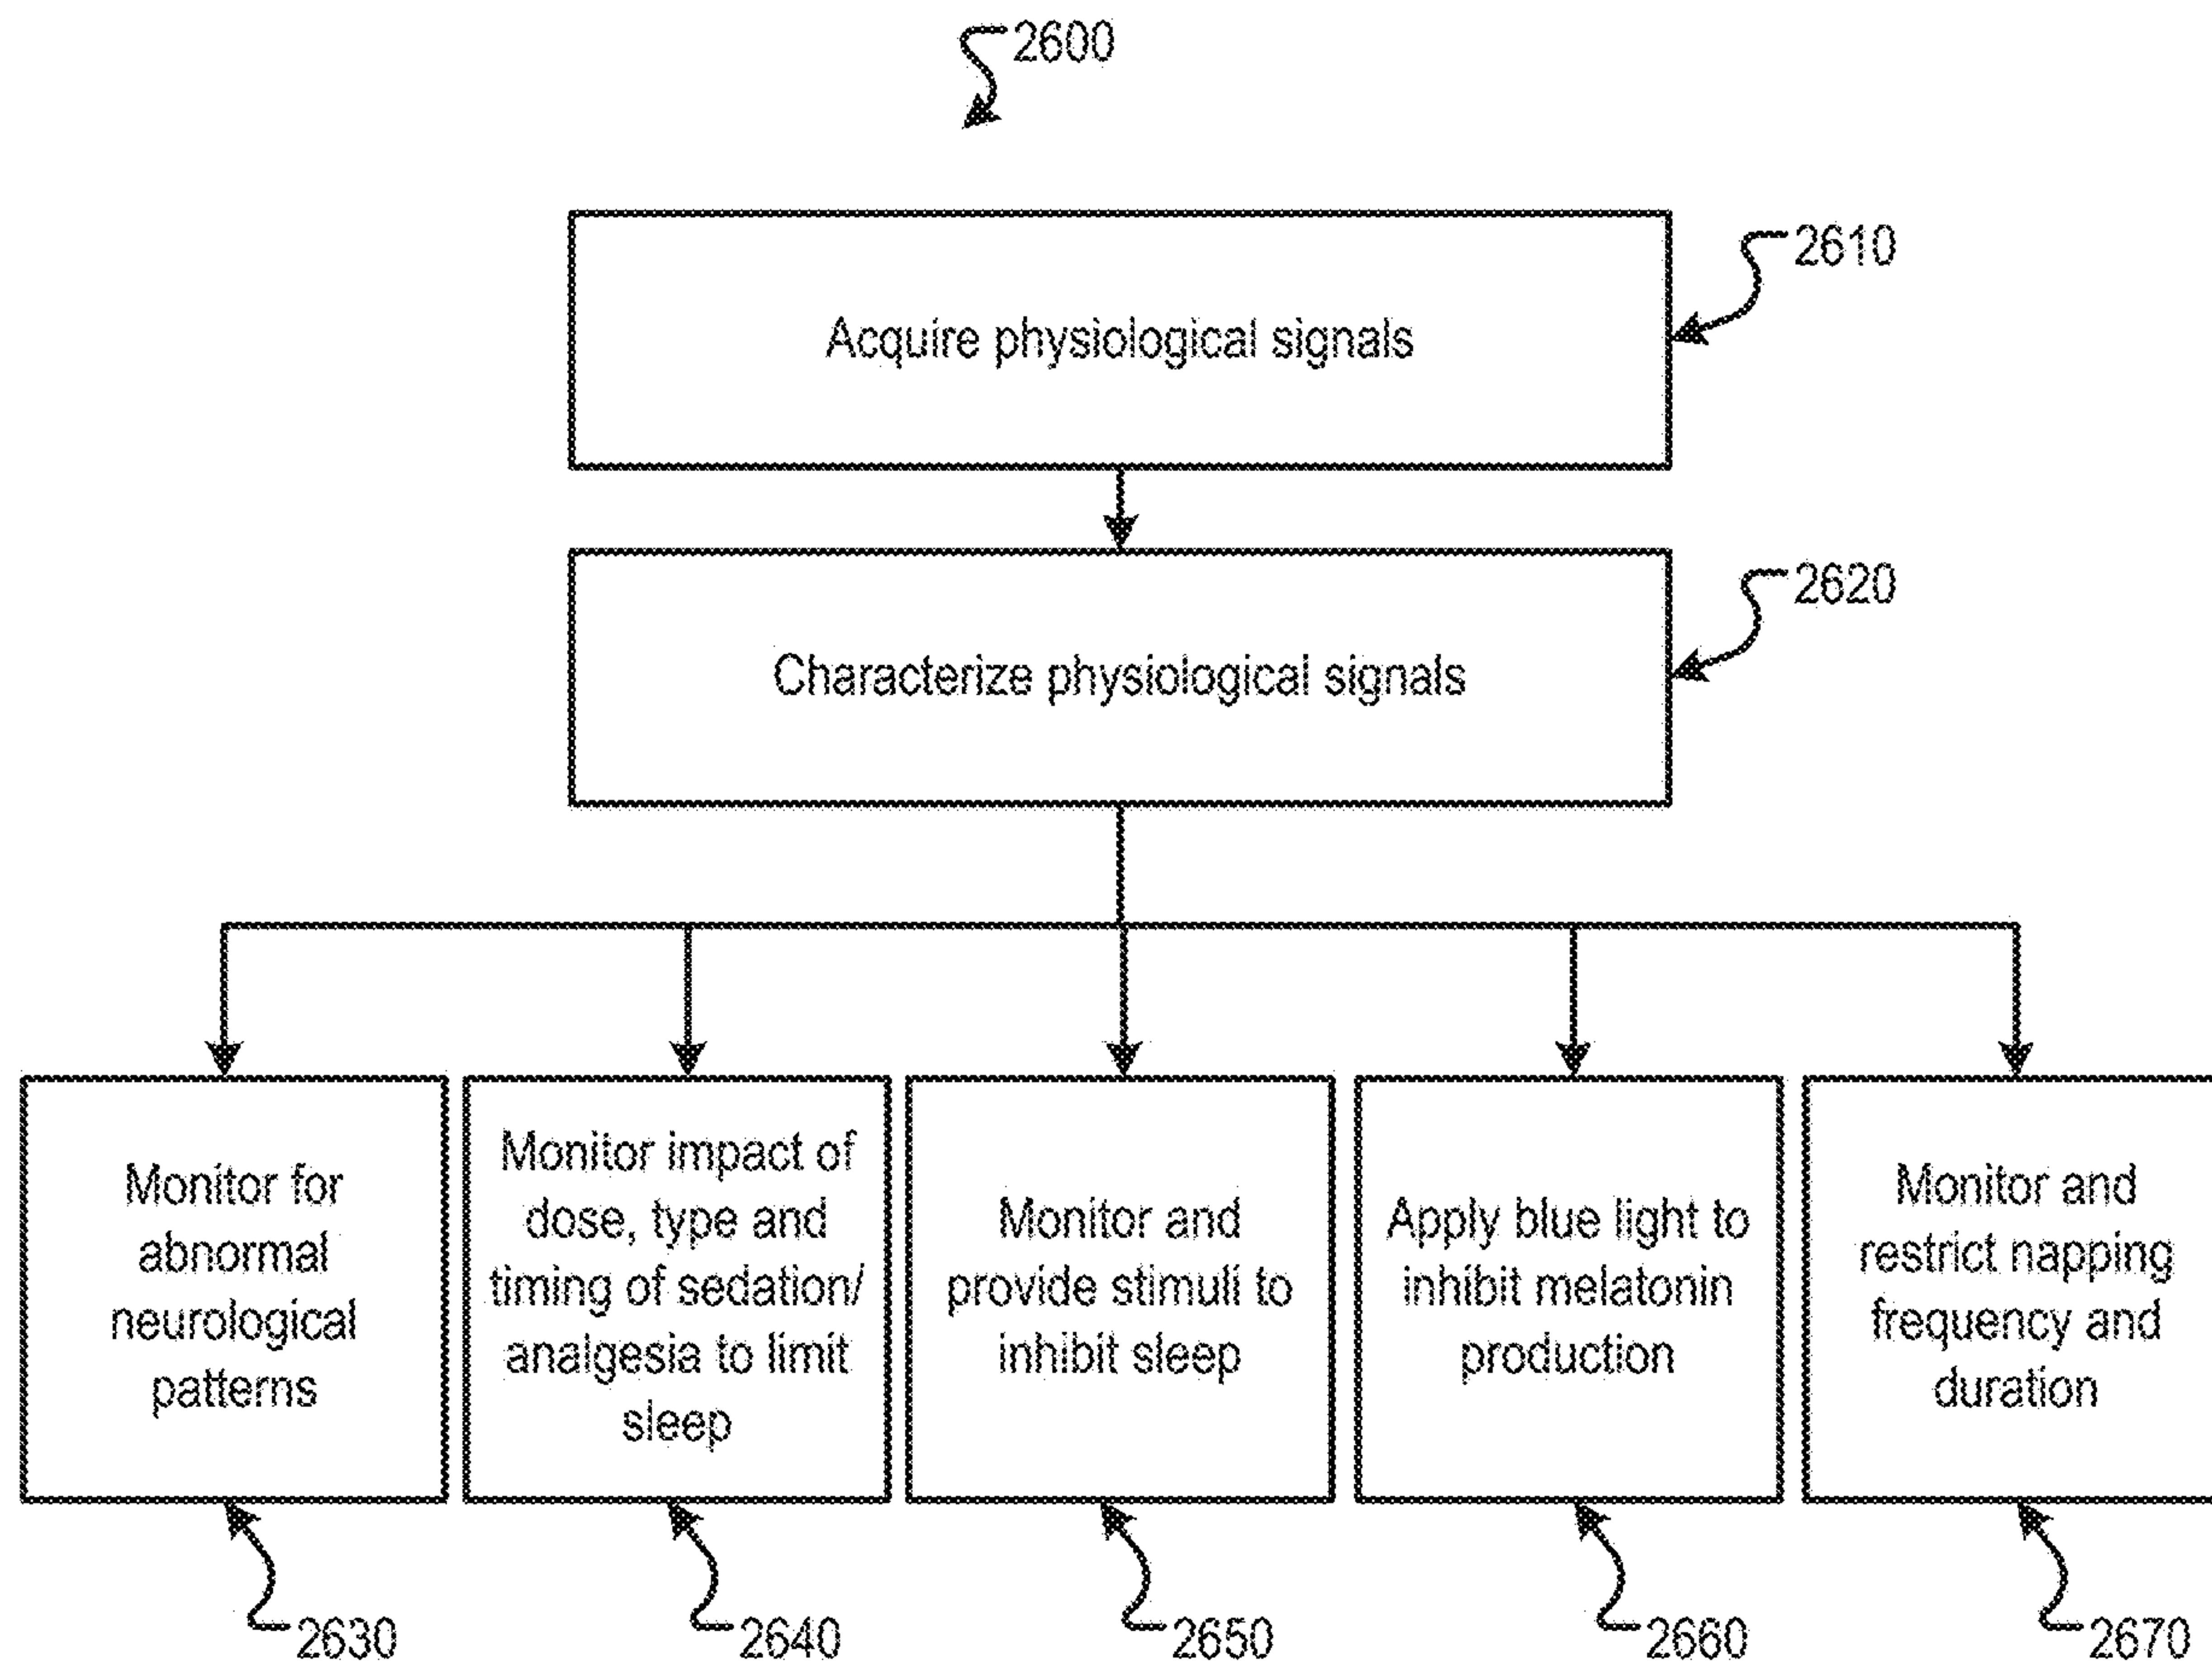 2600
Acquire physiological signals
2610
Characterize physiological signals
2620
Monitor for
abnormal
neurological
patterns
Monitor impact of
dose, type and
timing of sedation/
analgesia to limit
sleep
Monitor and
provide stimuli to
inhibit sleep
Apply blue light to
inhibit melatonin
production
Monitor and
restrict napping
frequency and
duration
2630
2640
2650
2660
2670